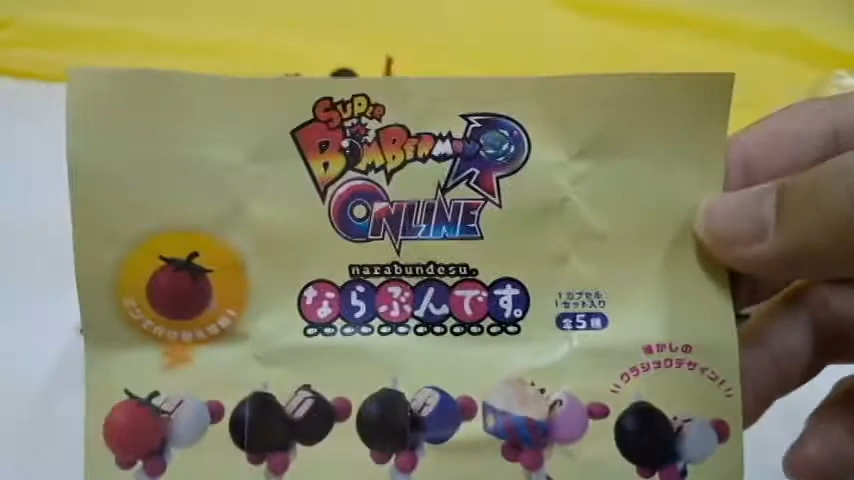 SUPER
BOMBERMAN R
ONLINE
narabundesu.
ならぶんです。
1カプセル
1セット入り
全5種
懐かしの
クラシックデザイン!!